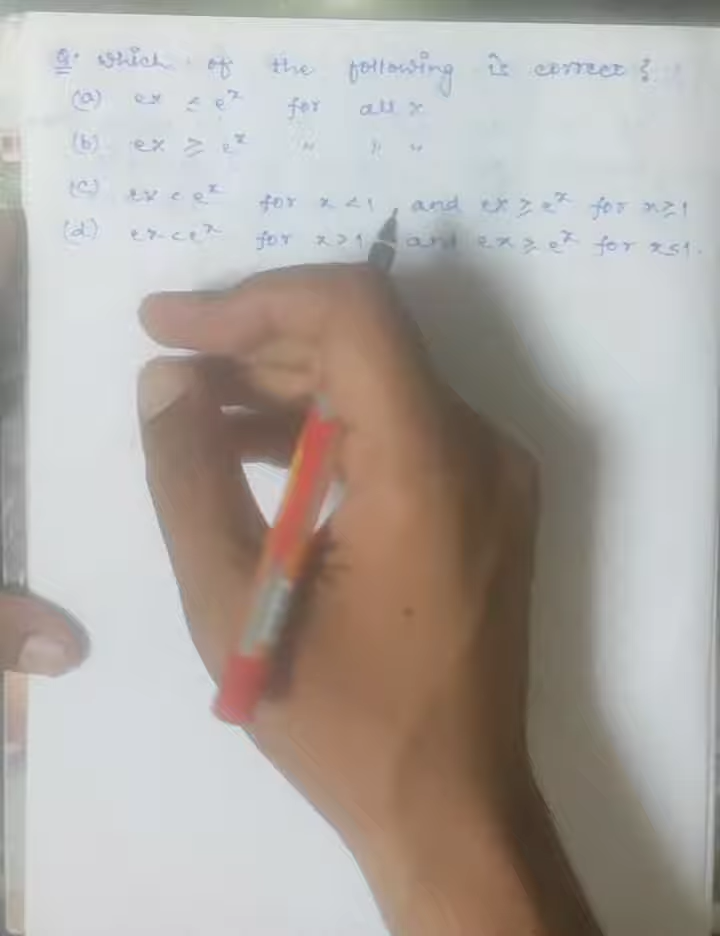 Q. which of the following is correct ?
(a) ex ≤ e^x for all x
(b) ex ≥ e^x " " "
(c) ex < e^x for x < 1 and ex ≥ e^x for x ≥ 1
(d) ex < e^x for x > 1 and ex ≥ e^x for x ≤ 1.